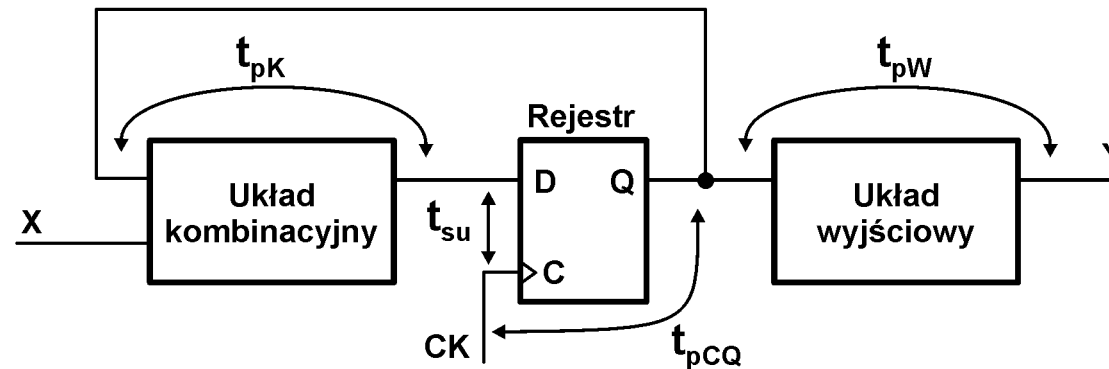 t_pK
t_pW
Rejestr
Układ
kombinacyjny
X
t_su
D
Q
C
CK
t_pCQ
Układ
wyjściowy
Y